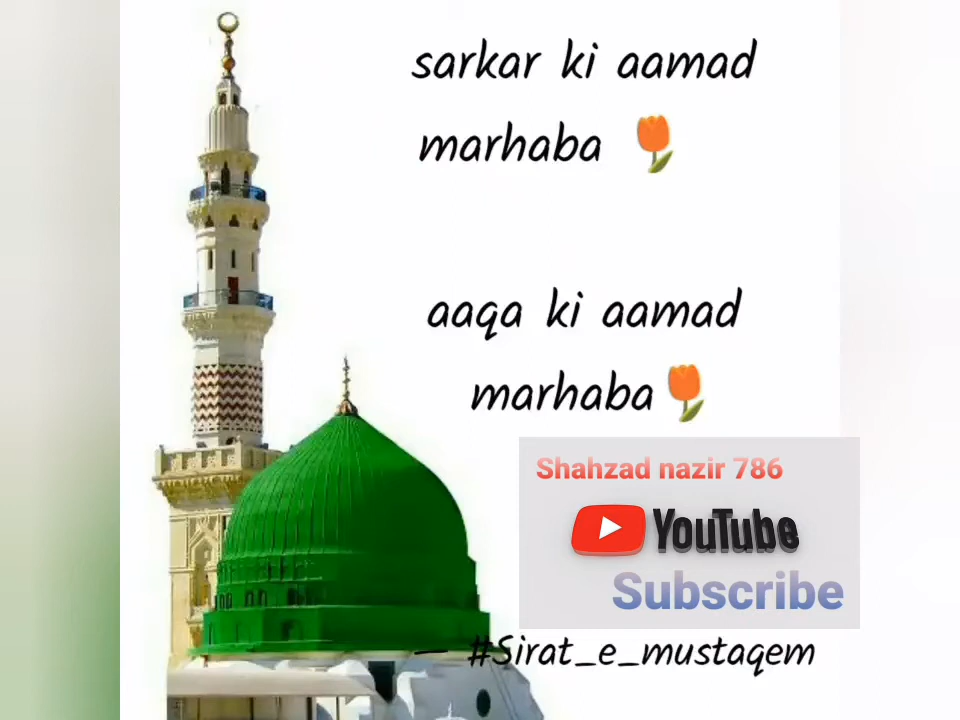 sarkar ki aamad
marhaba 🌷
aaqa ki aamad
marhaba🌷
Shahzad nazir 786
YouTube
Subscribe
— #Sirat_e_mustaqem